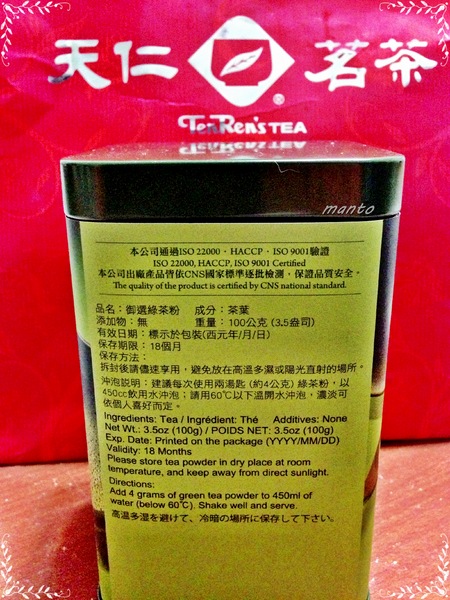 天仁茗茶
®
TenRen'sTEA
manto
本公司通過ISO 22000、HACCP、ISO 9001驗證
ISO 22000, HACCP, ISO 9001 Certified
本公司出廠產品皆依CNS國家標準逐批檢測，保證品質安全。
The quality of the product is certified by CNS national standard.
品名：御選綠茶粉 成分：茶葉
添加物：無 重量：100公克 (3.5盎司)
有效日期：標示於包裝(西元年/月/日)
保存期限：18個月
保存方法：
拆封後請儘速享用，避免放在高溫多濕或陽光直射的場所。
沖泡說明：建議每次使用兩湯匙 (約4公克) 綠茶粉，以
450cc飲用水沖泡；請用60℃以下溫開水沖泡，濃淡可
依個人喜好而定。
Ingredients: Tea / Ingrédient: Thé Additives: None
Net Wt.: 3.5oz (100g) / POIDS NET: 3.5oz (100g)
Exp. Date: Printed on the package (YYYY/MM/DD)
Validity: 18 Months
Please store tea powder in dry place at room
temperature, and keep away from direct sunlight.
Directions:
Add 4 grams of green tea powder to 450ml of
water (below 60℃). Shake well and serve.
高温多湿を避けて、冷暗の場所に保存して下さい。